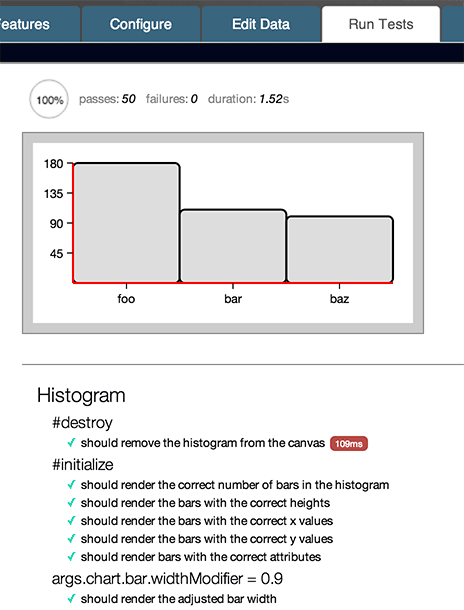 eatures Configure Edit Data Run Tests
100% passes: 50 failures: 0 duration: 1.52s
180
135
90
45
foo bar baz
Histogram
#destroy
✓ should remove the histogram from the canvas 109ms
#initialize
✓ should render the correct number of bars in the histogram
✓ should render the bars with the correct heights
✓ should render the bars with the correct x values
✓ should render the bars with the correct y values
✓ should render bars with the correct attributes
args.chart.bar.widthModifier = 0.9
✓ should render the adjusted bar width